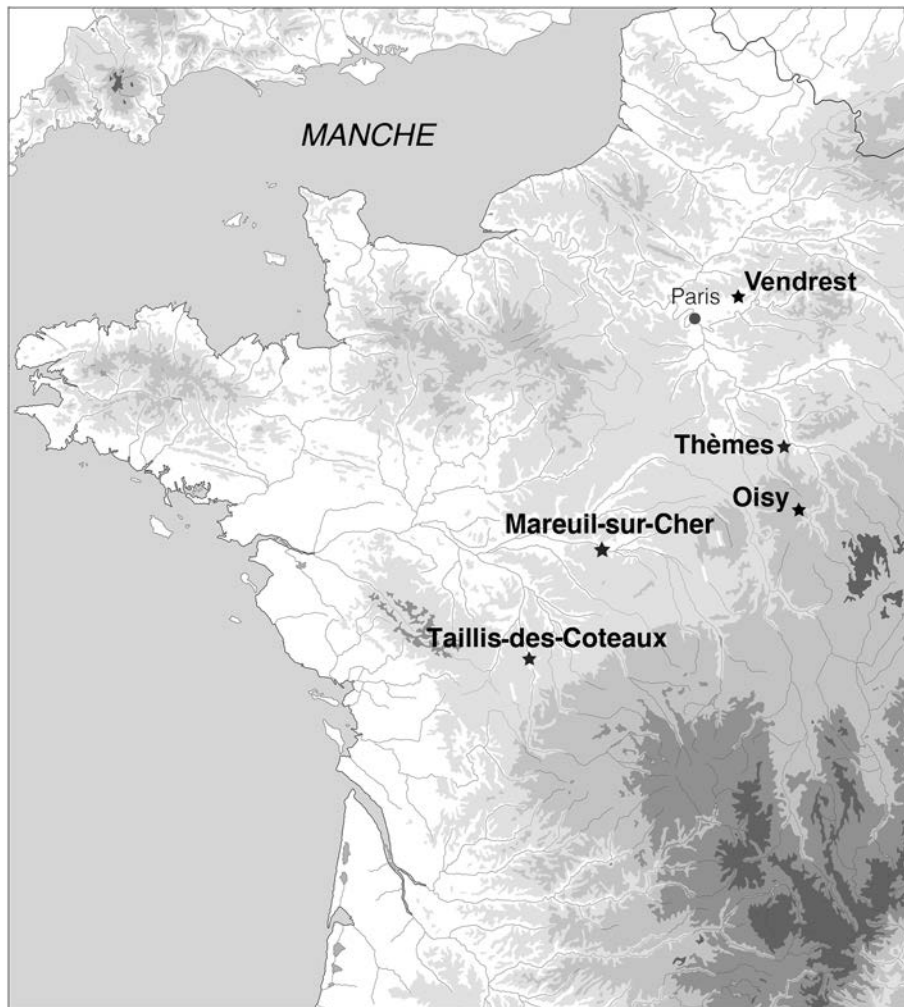 MANCHE
Vendrest
Paris
Thèmes
Oisy
Mareuil-sur-Cher
Taillis-des-Coteaux